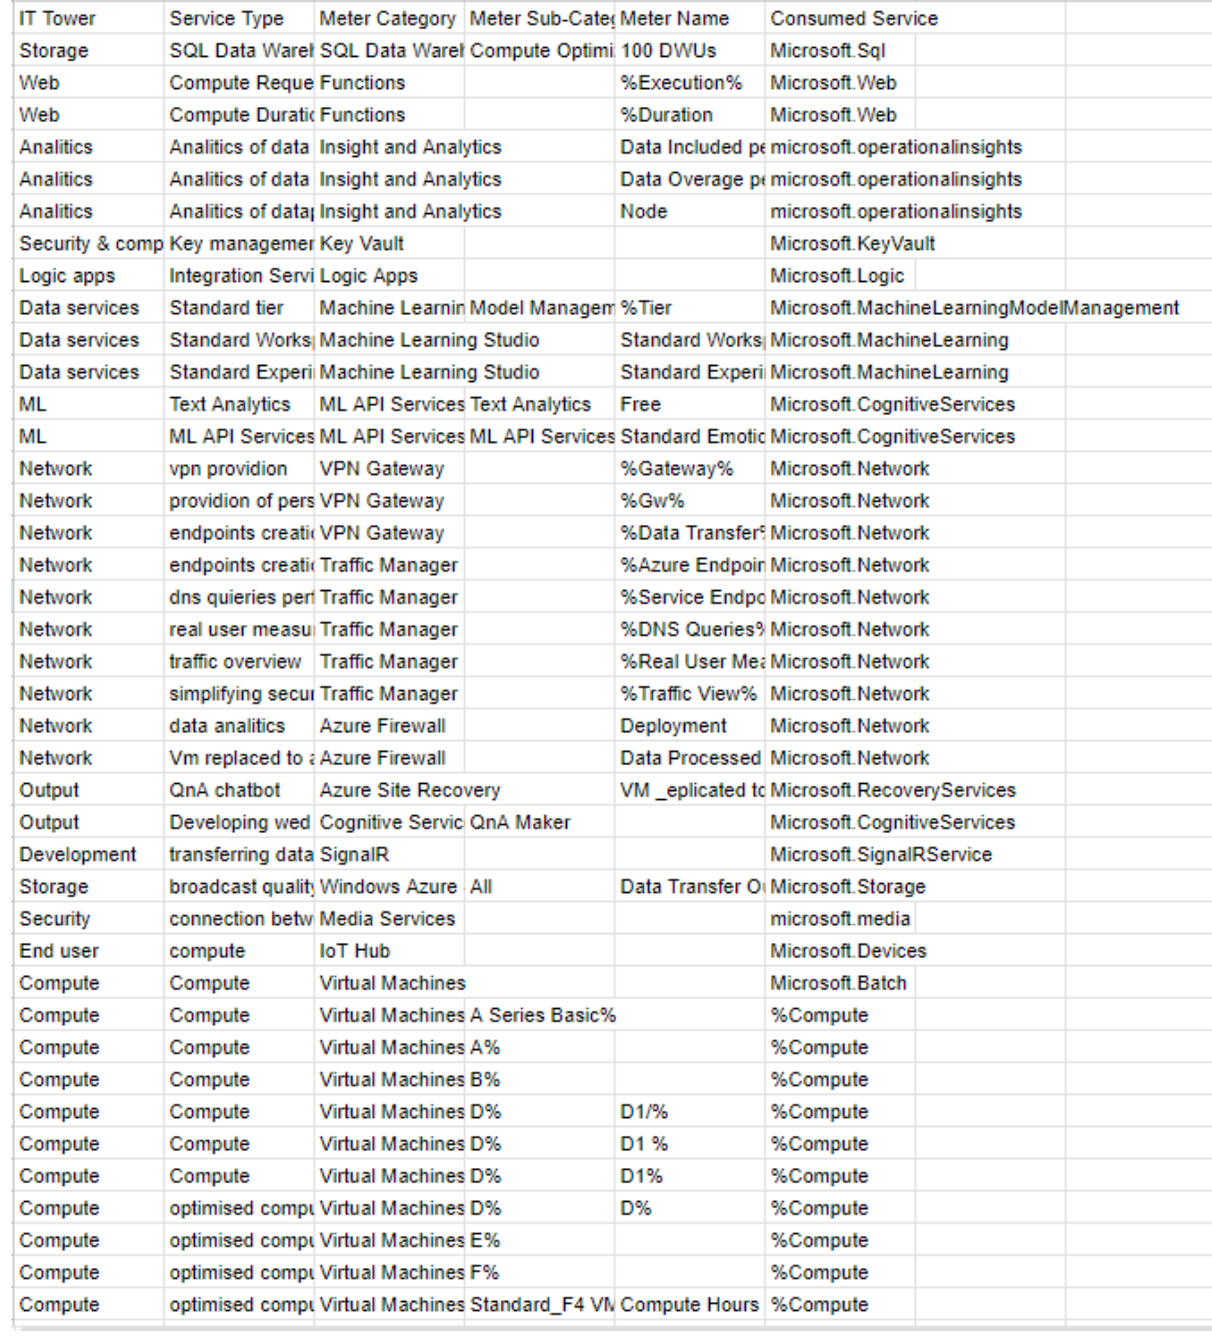 IT Tower Service Type Meter Category Meter Sub-Categ Meter Name Consumed Service
Storage SQL Data Wareh SQL Data Wareh Compute Optimi 100 DWUs Microsoft.Sql
Web Compute Reque Functions %Execution% Microsoft.Web
Web Compute Duratic Functions %Duration Microsoft.Web
Analitics Analitics of data Insight and Analytics Data Included pe microsoft.operationalinsights
Analitics Analitics of data Insight and Analytics Data Overage pe microsoft.operationalinsights
Analitics Analitics of datap Insight and Analytics Node microsoft.operationalinsights
Security & comp Key managemer Key Vault Microsoft.KeyVault
Logic apps Integration Servi Logic Apps Microsoft.Logic
Data services Standard tier Machine Learnin Model Managem %Tier Microsoft.MachineLearningModelManagement
Data services Standard Works Machine Learning Studio Standard Works Microsoft.MachineLearning
Data services Standard Experi Machine Learning Studio Standard Experi Microsoft.MachineLearning
ML Text Analytics ML API Services Text Analytics Free Microsoft.CognitiveServices
ML ML API Services ML API Services ML API Services Standard Emotic Microsoft.CognitiveServices
Network vpn providion VPN Gateway %Gateway% Microsoft.Network
Network providion of pers VPN Gateway %Gw% Microsoft.Network
Network endpoints creatic VPN Gateway %Data Transfer% Microsoft.Network
Network endpoints creatic Traffic Manager %Azure Endpoin Microsoft.Network
Network dns quieries perf Traffic Manager %Service Endpo Microsoft.Network
Network real user measu Traffic Manager %DNS Queries% Microsoft.Network
Network traffic overview Traffic Manager %Real User Mea Microsoft.Network
Network simplifying secur Traffic Manager %Traffic View% Microsoft.Network
Network data analitics Azure Firewall Deployment Microsoft.Network
Network Vm replaced to a Azure Firewall Data Processed Microsoft.Network
Output QnA chatbot Azure Site Recovery VM _eplicated to Microsoft.RecoveryServices
Output Developing wed Cognitive Servic QnA Maker Microsoft.CognitiveServices
Development transferring data SignalR Microsoft.SignalRService
Storage broadcast quality Windows Azure All Data Transfer Ou Microsoft.Storage
Security connection betw Media Services microsoft.media
End user compute IoT Hub Microsoft.Devices
Compute Compute Virtual Machines Microsoft.Batch
Compute Compute Virtual Machines A Series Basic% %Compute
Compute Compute Virtual Machines A% %Compute
Compute Compute Virtual Machines B% %Compute
Compute Compute Virtual Machines D% D1/% %Compute
Compute Compute Virtual Machines D% D1 % %Compute
Compute Compute Virtual Machines D% D1% %Compute
Compute optimised compu Virtual Machines D% D% %Compute
Compute optimised compu Virtual Machines E% %Compute
Compute optimised compu Virtual Machines F% %Compute
Compute optimised compu Virtual Machines Standard_F4 VM Compute Hours %Compute